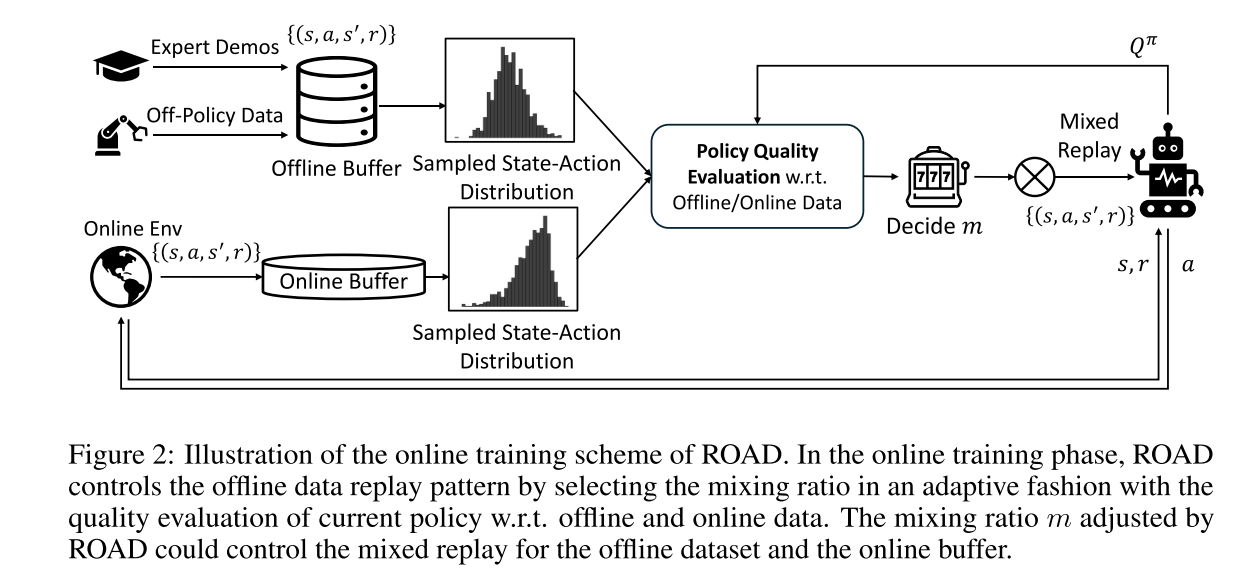 Expert Demos
{(s, a, s′, r)}
Off-Policy Data
Offline Buffer
Sampled State-Action
Distribution
Online Env
{(s, a, s′, r)}
Online Buffer
Sampled State-Action
Distribution
Policy Quality
Evaluation w.r.t.
Offline/Online Data
Q^π
777
Decide m
Mixed
Replay
{(s, a, s′, r)}
s, r
a
Figure 2: Illustration of the online training scheme of ROAD. In the online training phase, ROAD
controls the offline data replay pattern by selecting the mixing ratio in an adaptive fashion with the
quality evaluation of current policy w.r.t. offline and online data. The mixing ratio m adjusted by
ROAD could control the mixed replay for the offline dataset and the online buffer.